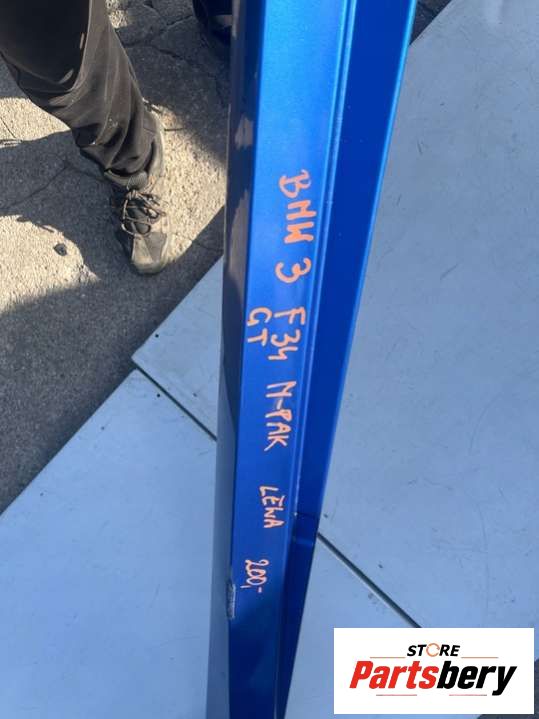 BMW 3 F34
GT
M-PAK
LEWA
200,-
STORE
Partsbery